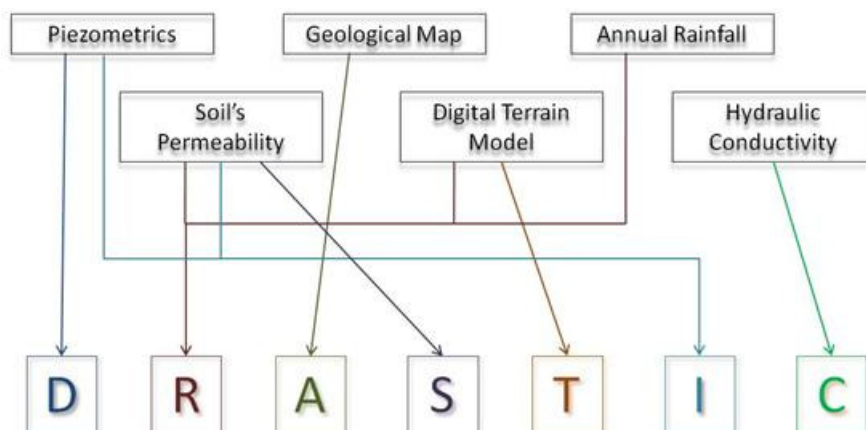 Piezometrics
Geological Map
Annual Rainfall
Soil's
Permeability
Digital Terrain
Model
Hydraulic
Conductivity
D R A S T I C